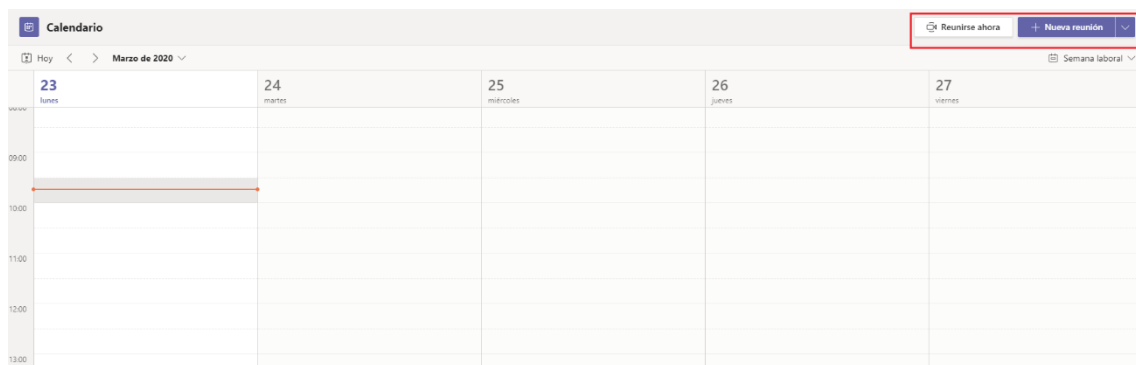 Calendario
Reunirse ahora
+ Nueva reunión
Hoy < > Marzo de 2020
Semana laboral
23
lunes
24
martes
25
miércoles
26
jueves
27
viernes
09:00
10:00
11:00
12:00
13:00